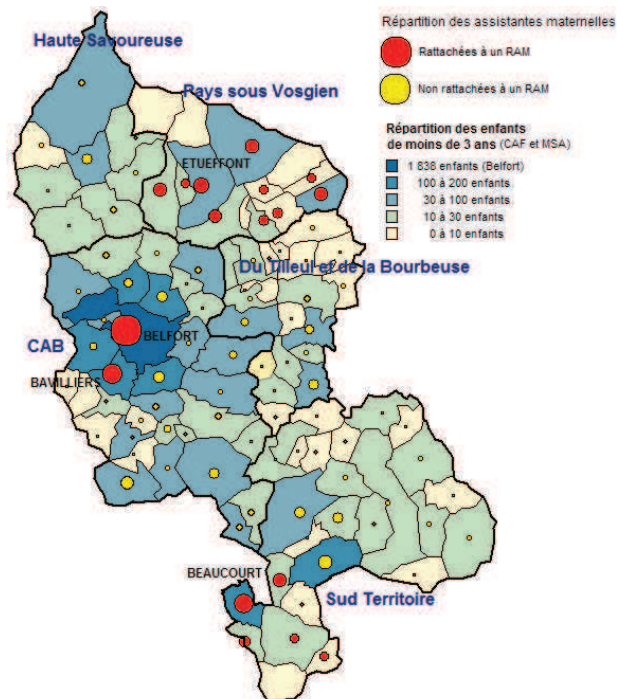 Haute Savoureuse
Pays sous Vosgien
ETUEFFONT
Du Tilleul et de la Bourbeuse
BELFORT
CAB
BAVILLIERS
BEAUCOURT
Sud Territoire
Répartition des assistantes maternelles
Rattachées à un RAM
Non rattachées à un RAM
Répartition des enfants
de moins de 3 ans (CAF et MSA)
1 838 enfants (Belfort)
100 à 200 enfants
30 à 100 enfants
10 à 30 enfants
0 à 10 enfants